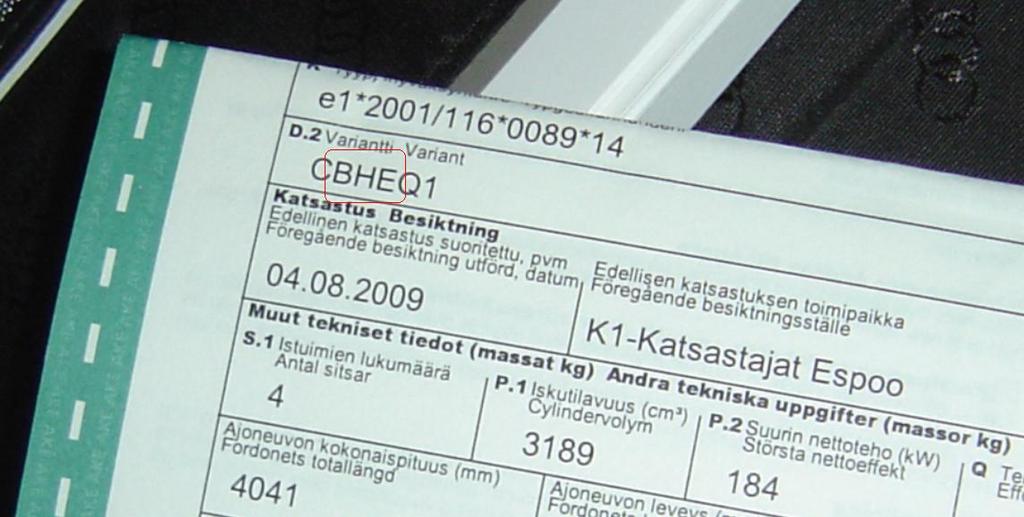 e1*2001/116*0089*14
D.2 Variantti Variant
CBHEQ1
Katsastus Besiktning
Edellinen katsastus suoritettu, pvm
Föregående besiktning utförd, datum
04.08.2009
Edellisen katsastuksen toimipaikka
Föregående besiktningsställe
K1-Katsastajat Espoo
Muut tekniset tiedot (massat kg) Andra tekniska uppgifter (massor kg)
S.1 Istuimien lukumäärä
Antal sitsar
4
P.1 Iskutilavuus (cm³)
Cylindervolym
3189
P.2 Suurin nettoteho (kW)
Största nettoeffekt
184
Q
Ajoneuvon kokonaispituus (mm)
Fordonets totallängd
4041
Ajoneuvon leveys